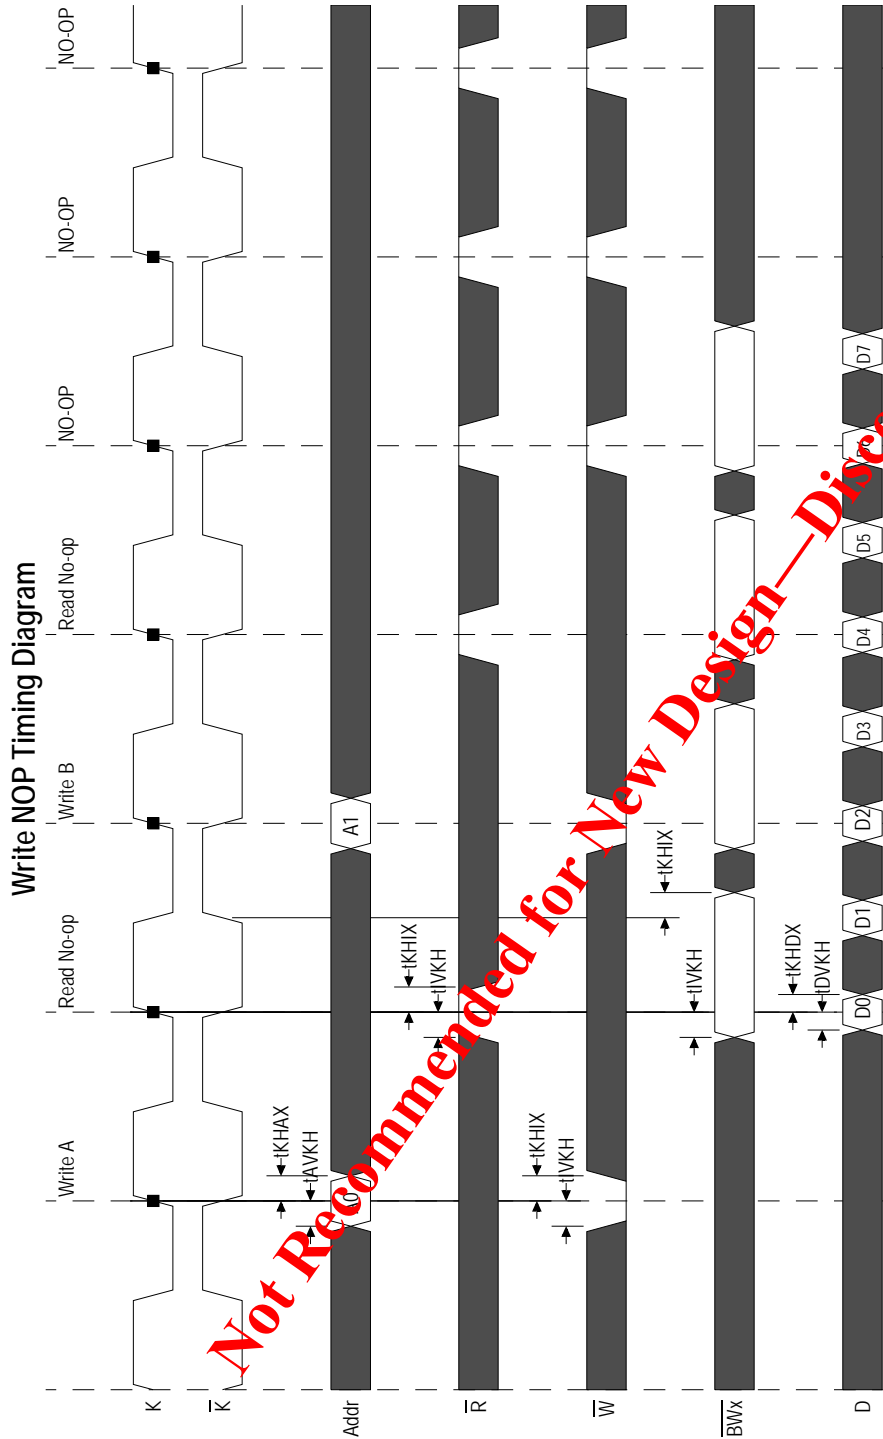 Write NOP Timing Diagram
Write A
Read No-op
Write B
Read No-op
NO-OP
NO-OP
NO-OP
K
K
Addr
A0
A1
tKHAX
tAVKH
R
tKHIX
tIVKH
W
tKHIX
tIVKH
BWx
tKHIX
tIVKH
D
tKHDX
tDVKH
D0
D1
D2
D3
D4
D5
D7
Not Recommended for New Design—Disco